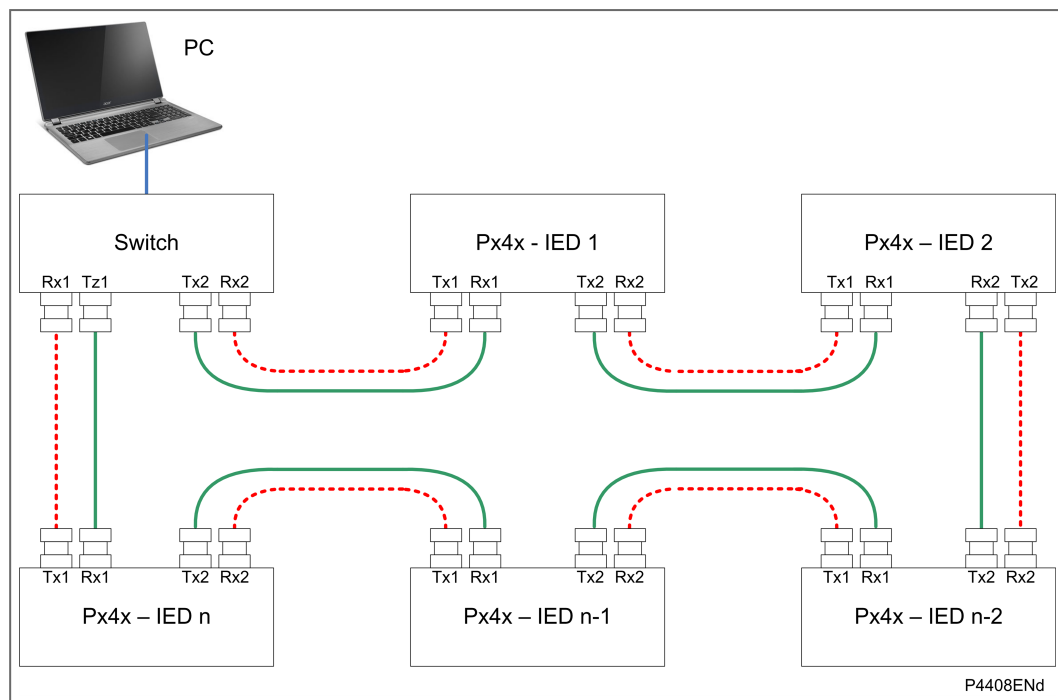 PC
Switch
Rx1 Tz1 Tx2 Rx2
Px4x - IED 1
Tx1 Rx1 Tx2 Rx2
Px4x – IED 2
Tx1 Rx1 Rx2 Tx2
Tx1 Rx1 Tx2 Rx2
Px4x – IED n
Tx1 Rx1 Tx2 Rx2
Px4x – IED n-1
Tx1 Rx1 Tx2 Rx2
Px4x – IED n-2
P4408ENd